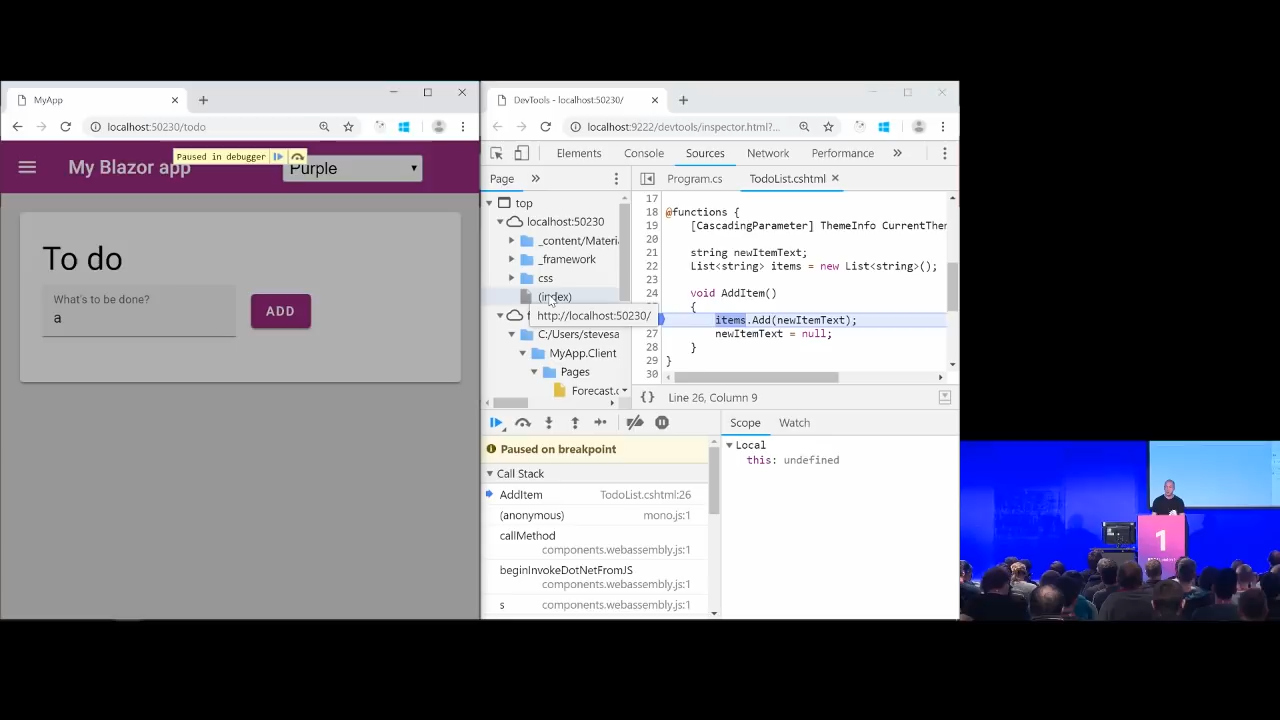 MyApp
localhost:50230/todo
Paused in debugger
My Blazor app
Purple
To do
What's to be done?
a
ADD
DevTools - localhost:50230/
localhost:9222/devtools/inspector.html?...
Elements
Console
Sources
Network
Performance
Page
top
localhost:50230
_content/Materi
_framework
css
(index)
http://localhost:50230/
C:/Users/stevesa
MyApp.Client
Pages
Forecast.c
Program.cs
TodoList.cshtml
17
18 @functions {
19 [CascadingParameter] ThemeInfo CurrentThem
20
21 string newItemText;
22 List<string> items = new List<string>();
23
24 void AddItem()
{
items.Add(newItemText);
27 newItemText = null;
28 }
29 }
30
{} Line 26, Column 9
Paused on breakpoint
Call Stack
AddItem TodoList.cshtml:26
(anonymous) mono.js:1
callMethod
components.webassembly.js:1
beginInvokeDotNetFromJS
components.webassembly.js:1
s components.webassembly.js:1
Scope
Watch
Local
this: undefined
1